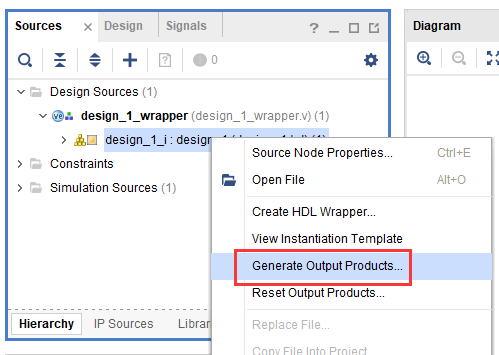 Sources × Design Signals ? _ Diagram
0
Design Sources (1)
design_1_wrapper (design_1_wrapper.v) (1)
design_1_i : design_1
Constraints
Simulation Sources (1)
Source Node Properties... Ctrl+E
Open File Alt+O
Create HDL Wrapper...
View Instantiation Template
Generate Output Products...
Reset Output Products...
Replace File...
Copy File Into Project
Hierarchy IP Sources Librar